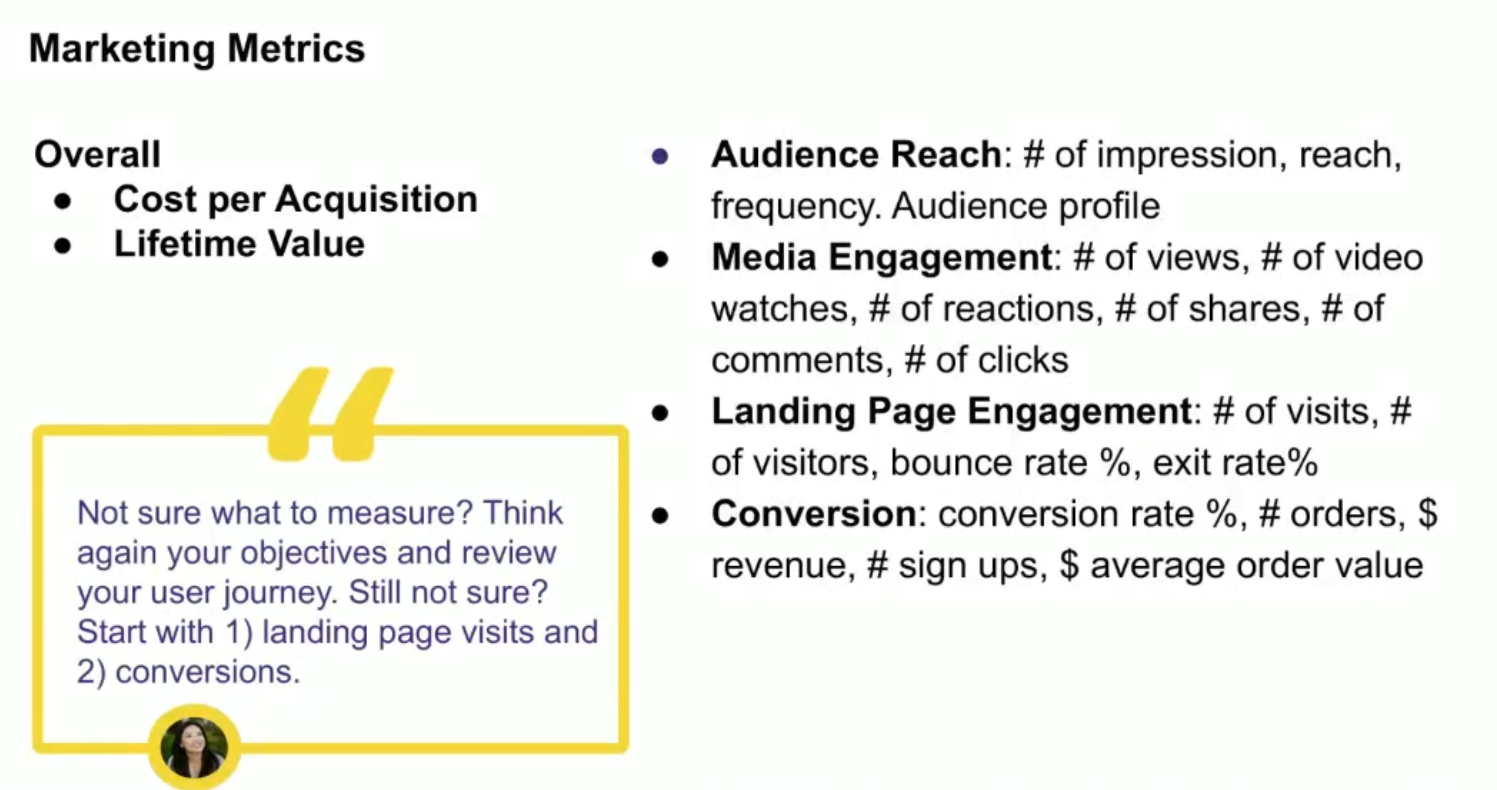 Marketing Metrics
Overall
● Cost per Acquisition
● Lifetime Value
Not sure what to measure? Think
again your objectives and review
your user journey. Still not sure?
Start with 1) landing page visits and
2) conversions.
● Audience Reach: # of impression, reach,
frequency. Audience profile
● Media Engagement: # of views, # of video
watches, # of reactions, # of shares, # of
comments, # of clicks
● Landing Page Engagement: # of visits, #
of visitors, bounce rate %, exit rate%
● Conversion: conversion rate %, # orders, $
revenue, # sign ups, $ average order value